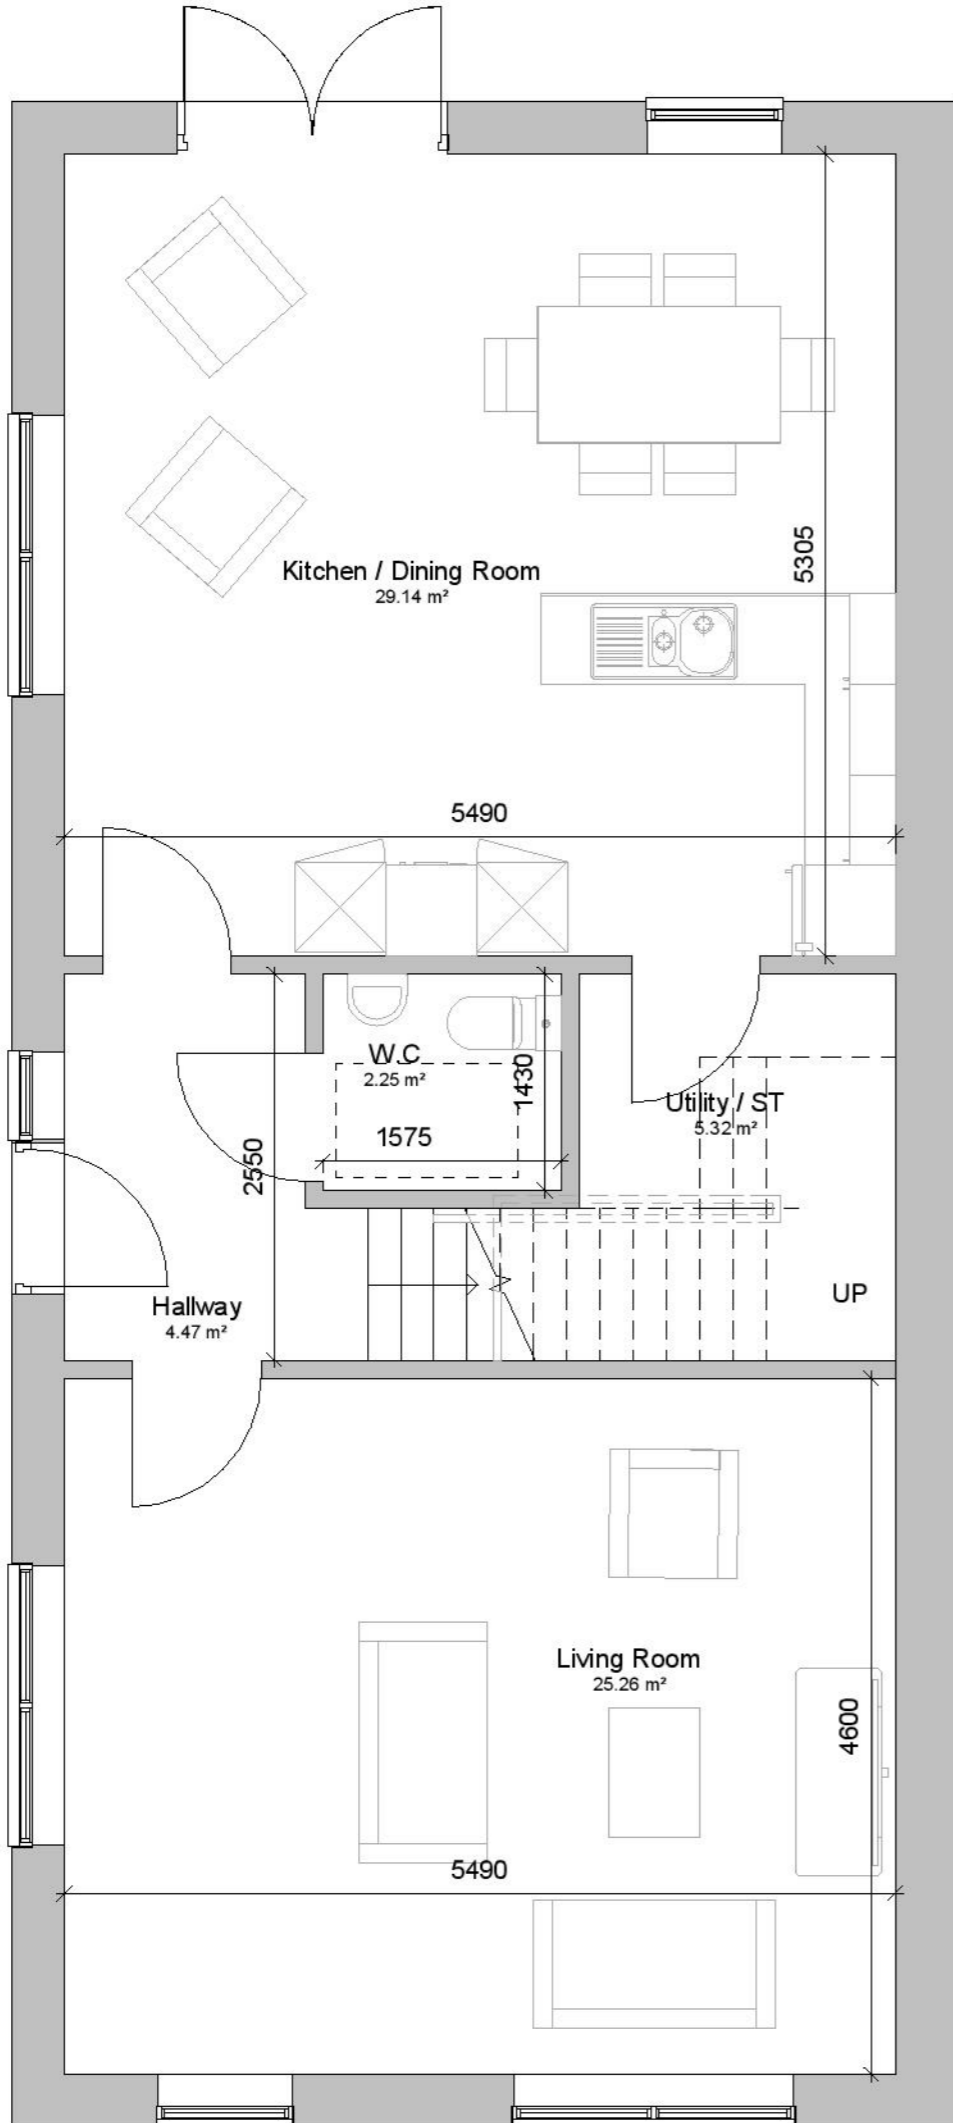 Kitchen / Dining Room
29.14 m²
5305
5490
W.C
2.25 m²
1430
1575
2550
Utility / ST
5.32 m²
Hallway
4.47 m²
UP
Living Room
25.26 m²
4600
5490